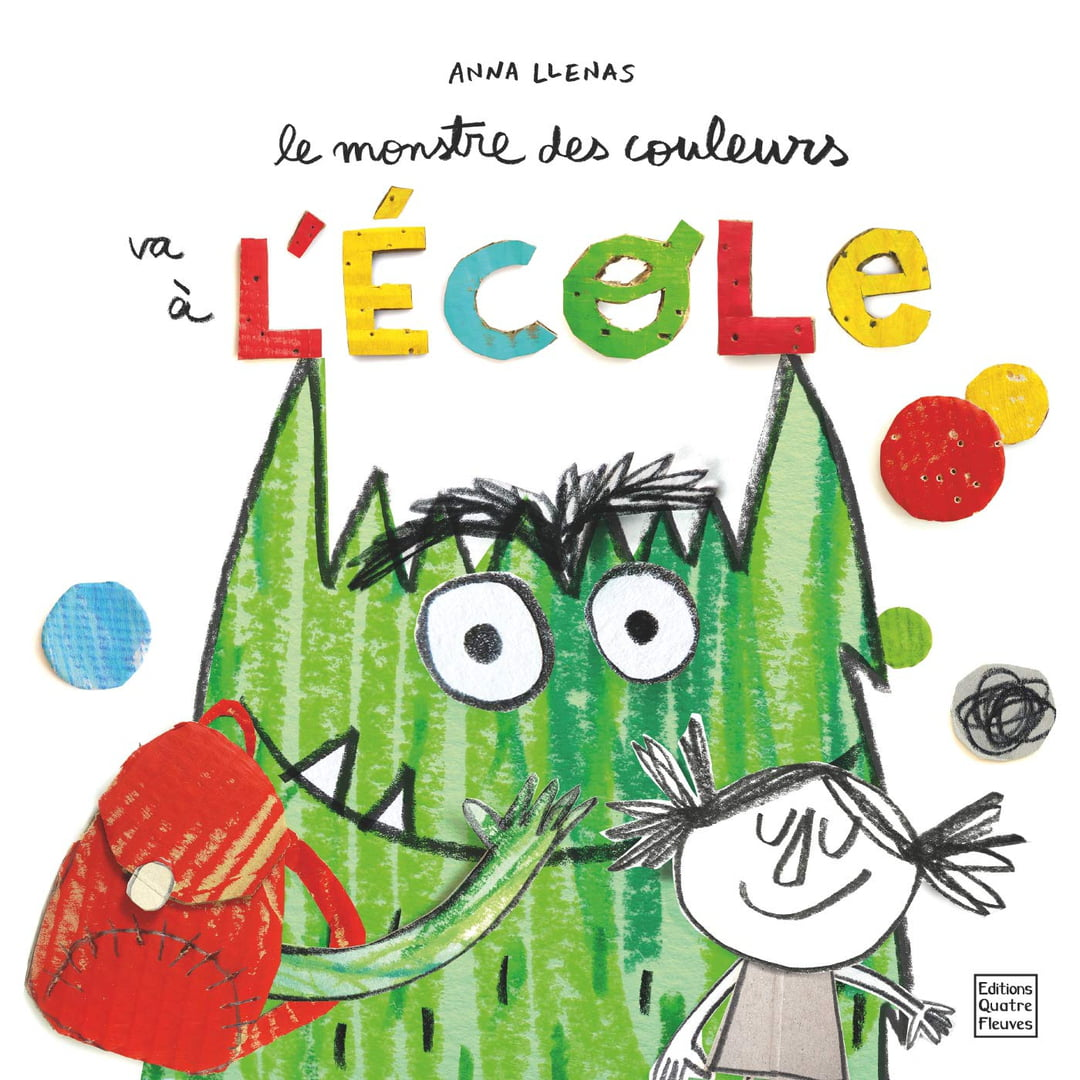 ANNA LLENAS
le monstre des couleurs
va
à L'ÉCOLe
Editions
Quatre
Fleuves